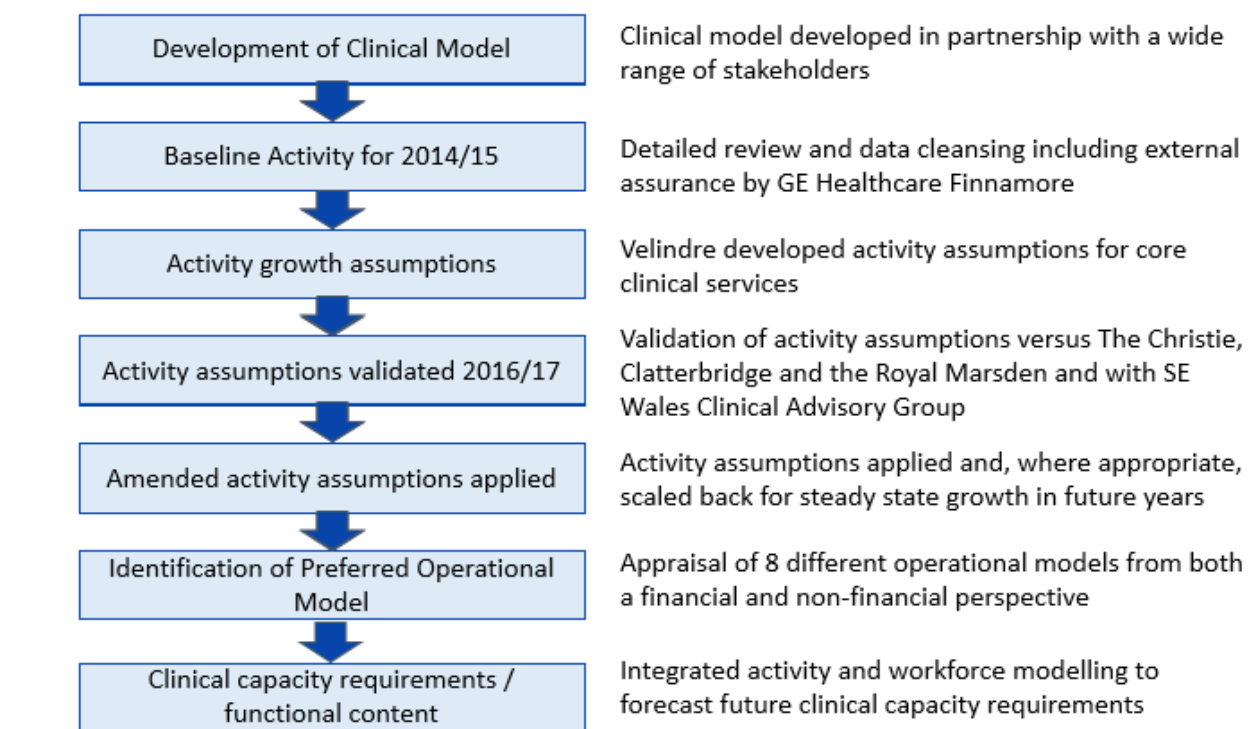 Development of Clinical Model
Clinical model developed in partnership with a wide
range of stakeholders
Baseline Activity for 2014/15
Detailed review and data cleansing including external
assurance by GE Healthcare Finnamore
Activity growth assumptions
Velindre developed activity assumptions for core
clinical services
Activity assumptions validated 2016/17
Validation of activity assumptions versus The Christie,
Clatterbridge and the Royal Marsden and with SE
Wales Clinical Advisory Group
Amended activity assumptions applied
Activity assumptions applied and, where appropriate,
scaled back for steady state growth in future years
Identification of Preferred Operational
Model
Appraisal of 8 different operational models from both
a financial and non-financial perspective
Clinical capacity requirements /
functional content
Integrated activity and workforce modelling to
forecast future clinical capacity requirements